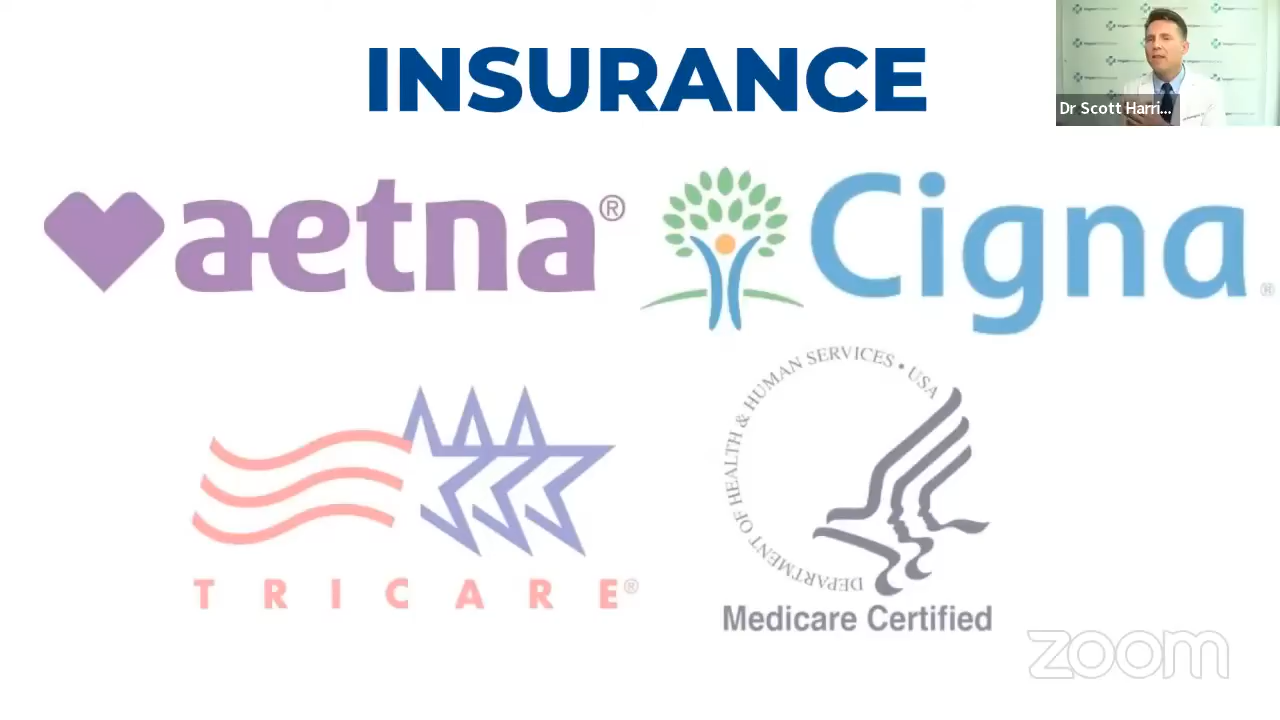 INSURANCE
Dr Scott Harri...
aetna®
Cigna®
DEPARTMENT OF HEALTH & HUMAN SERVICES • USA
TRICARE®
Medicare Certified
zoom